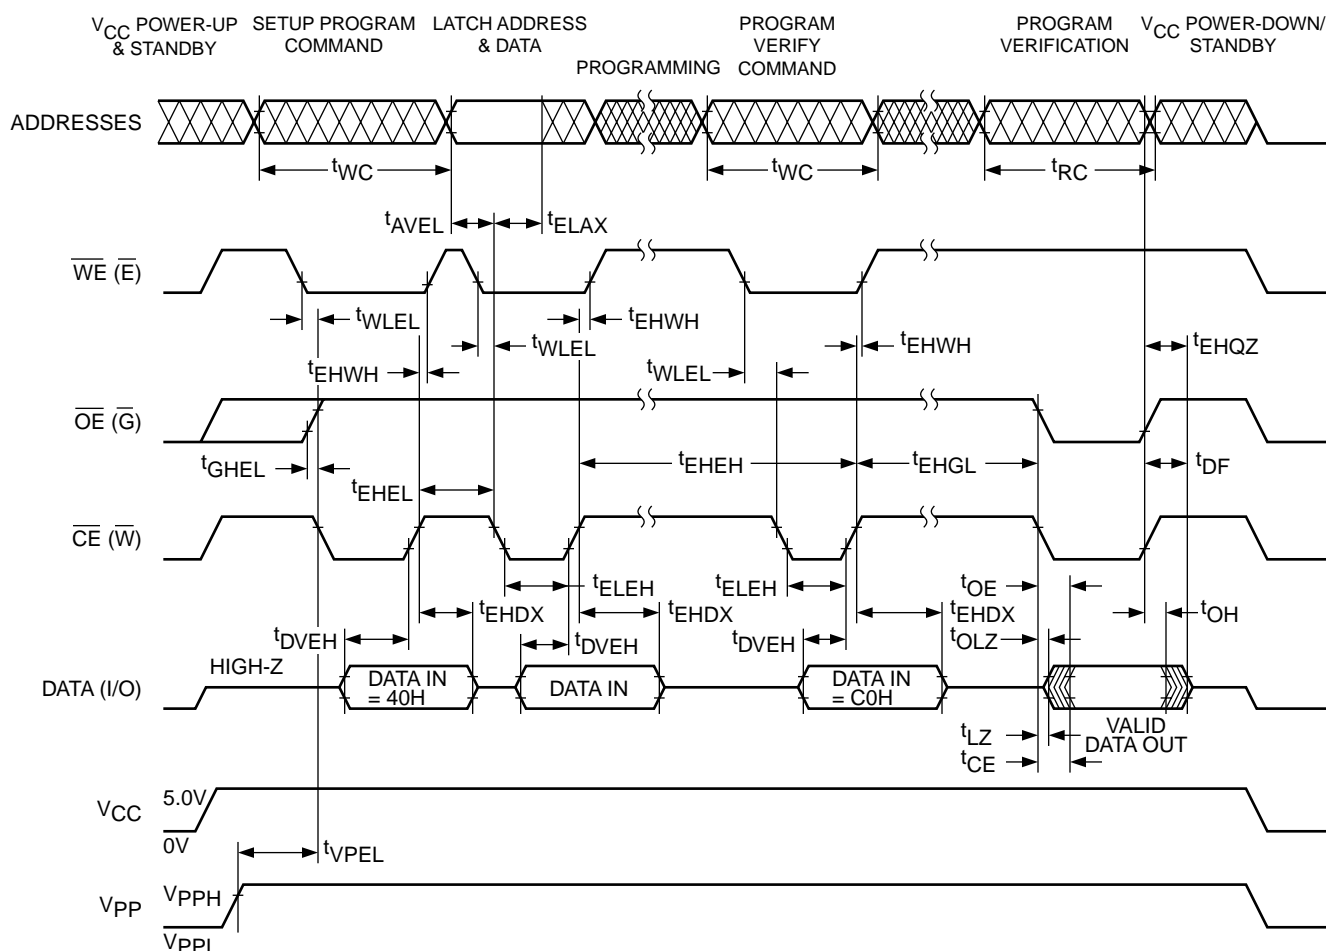 VCC POWER-UP
& STANDBY
SETUP PROGRAM
COMMAND
LATCH ADDRESS
& DATA
PROGRAMMING
PROGRAM
VERIFY
COMMAND
PROGRAM
VERIFICATION
VCC POWER-DOWN/
STANDBY
ADDRESSES
tWC
tWC
tRC
tAVEL
tELAX
WE (E)
tWLEL
tEHWH
tWLEL
tEHWH
tWLEL
tEHWH
tEHQZ
OE (G)
tGHEL
tEHEL
tEHEH
tEHGL
tDF
CE (W)
tELEH
tELEH
tOE
tDVEH
tEHDX
tDVEH
tEHDX
tDVEH
tEHDX
tOLZ
tOH
HIGH-Z
DATA (I/O)
DATA IN
= 40H
DATA IN
DATA IN
= C0H
VALID
DATA OUT
tLZ
tCE
VCC
5.0V
0V
tVPEL
VPP
VPPH
VPPL